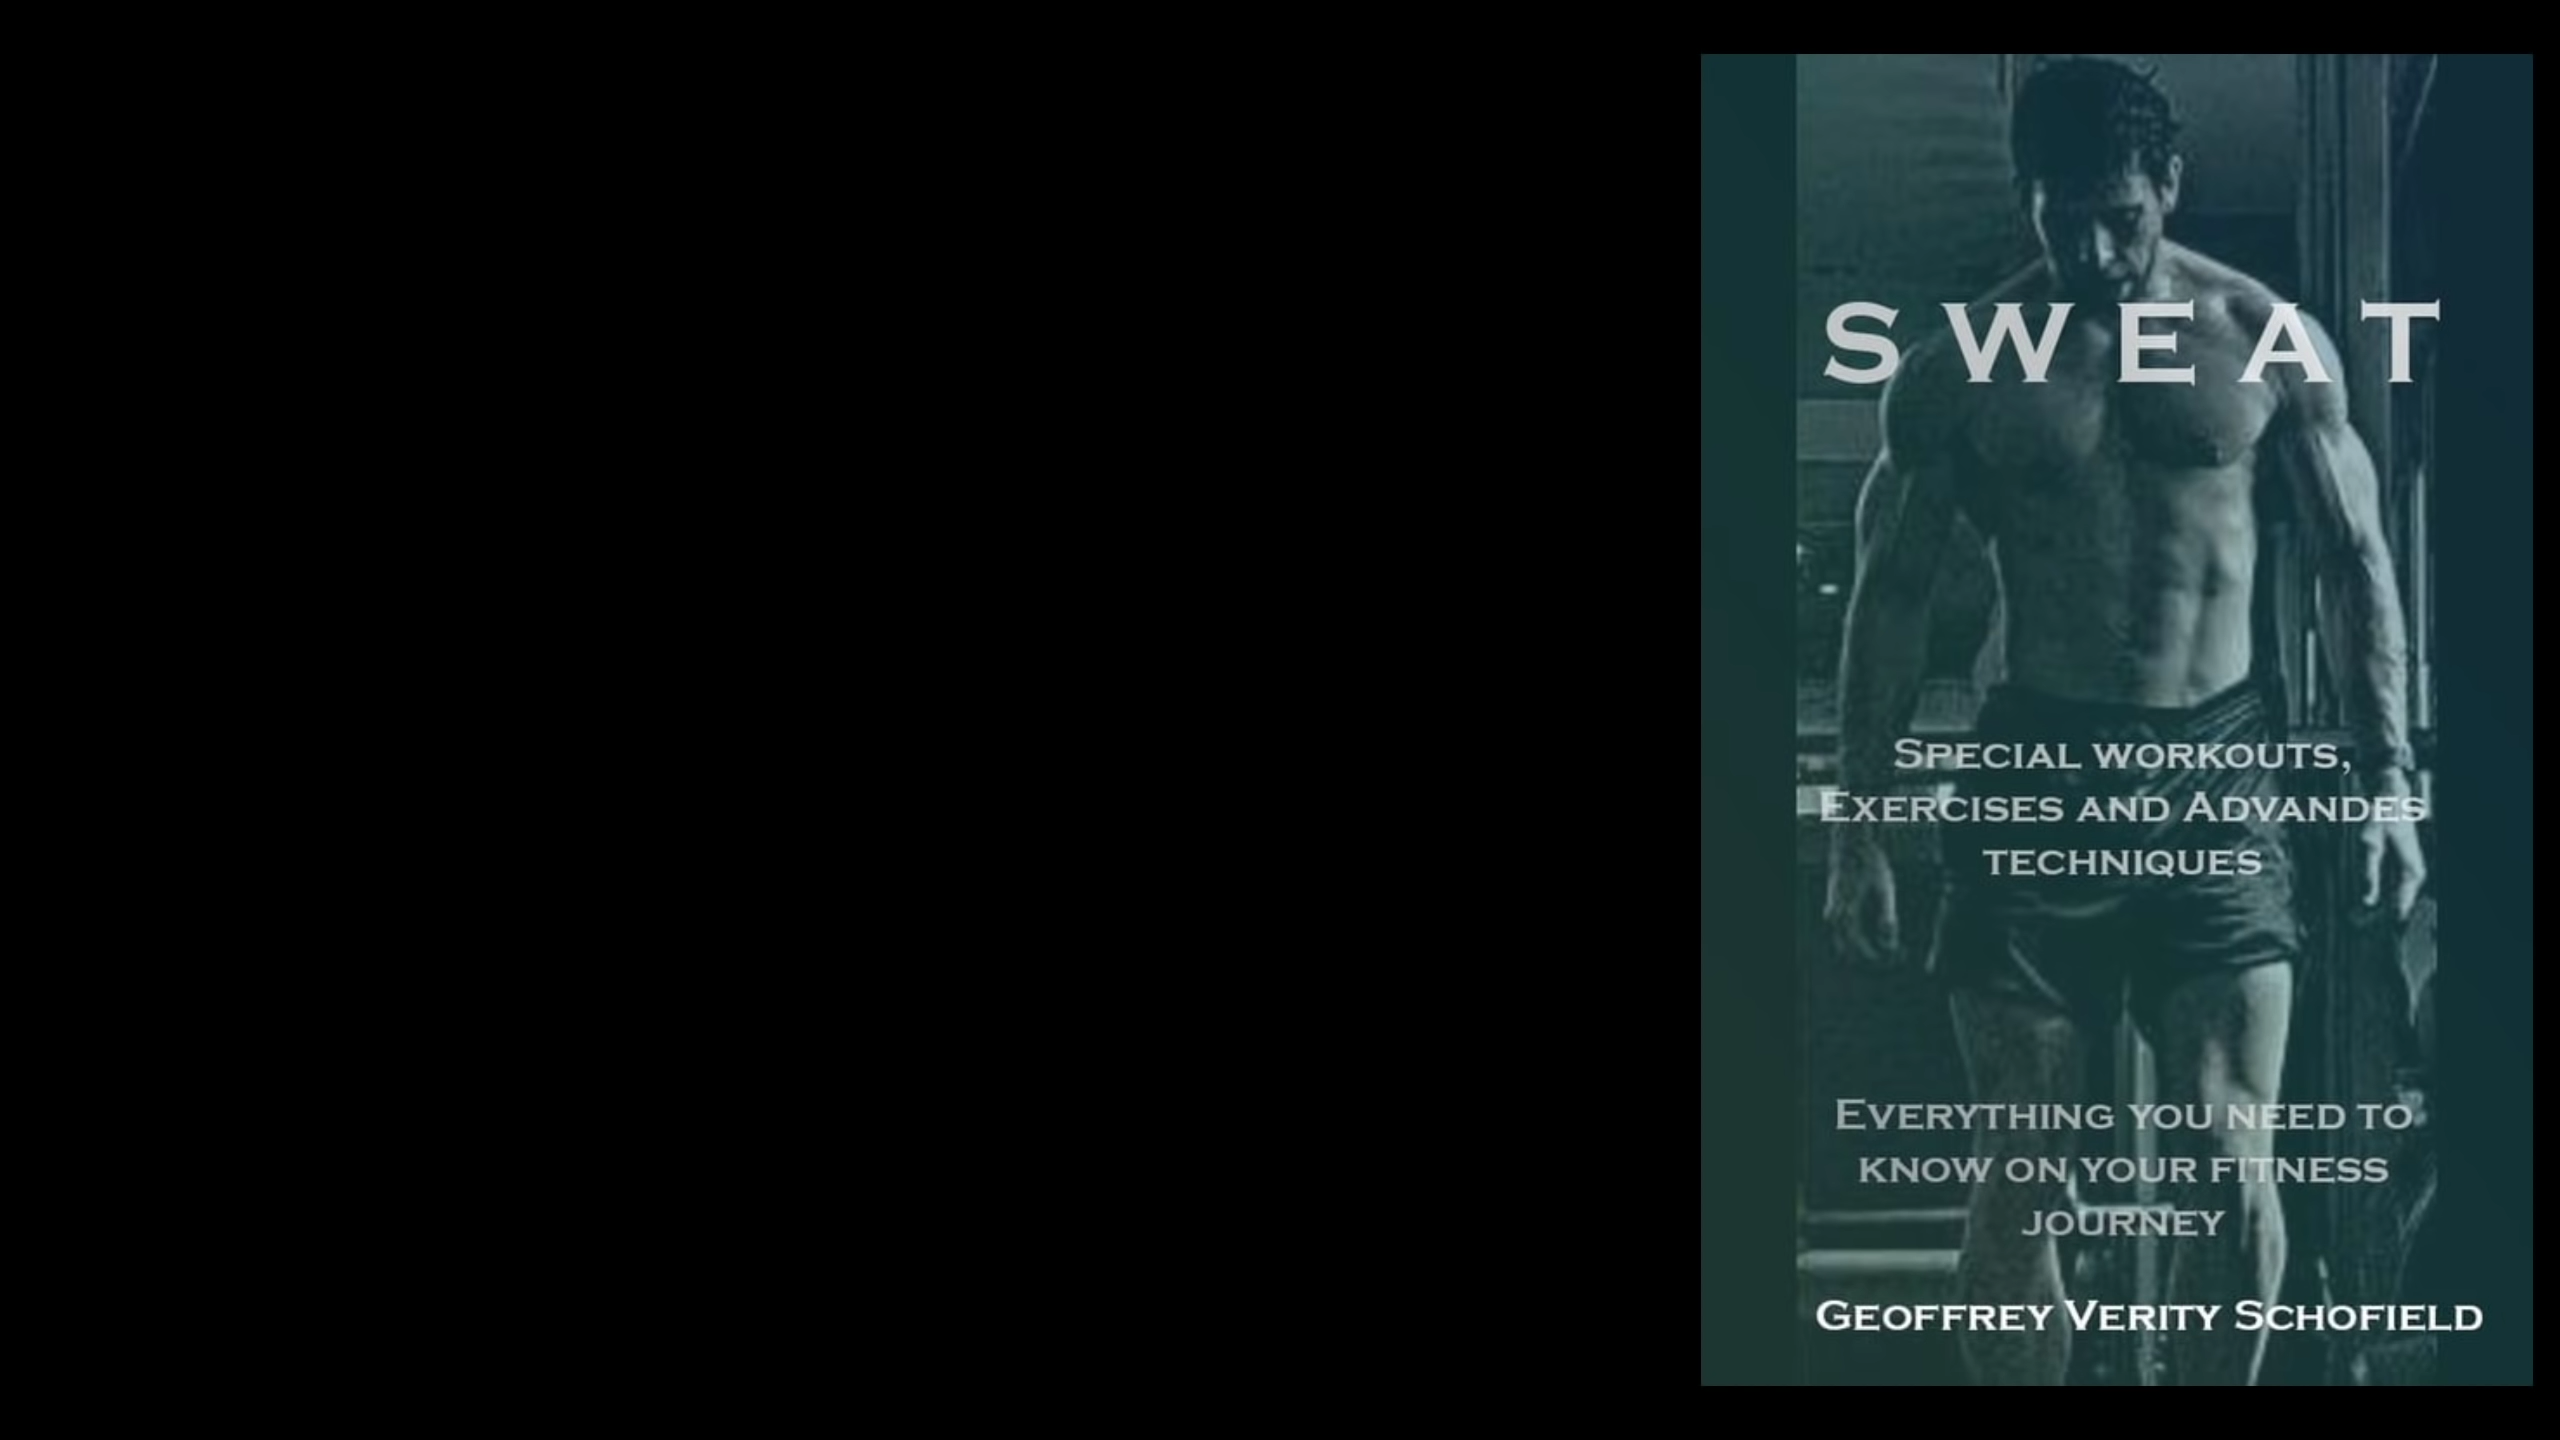 SWEAT
SPECIAL WORKOUTS,
EXERCISES AND ADVANDES
TECHNIQUES
EVERYTHING YOU NEED TO
KNOW ON YOUR FITNESS
JOURNEY
GEOFFREY VERITY SCHOFIELD